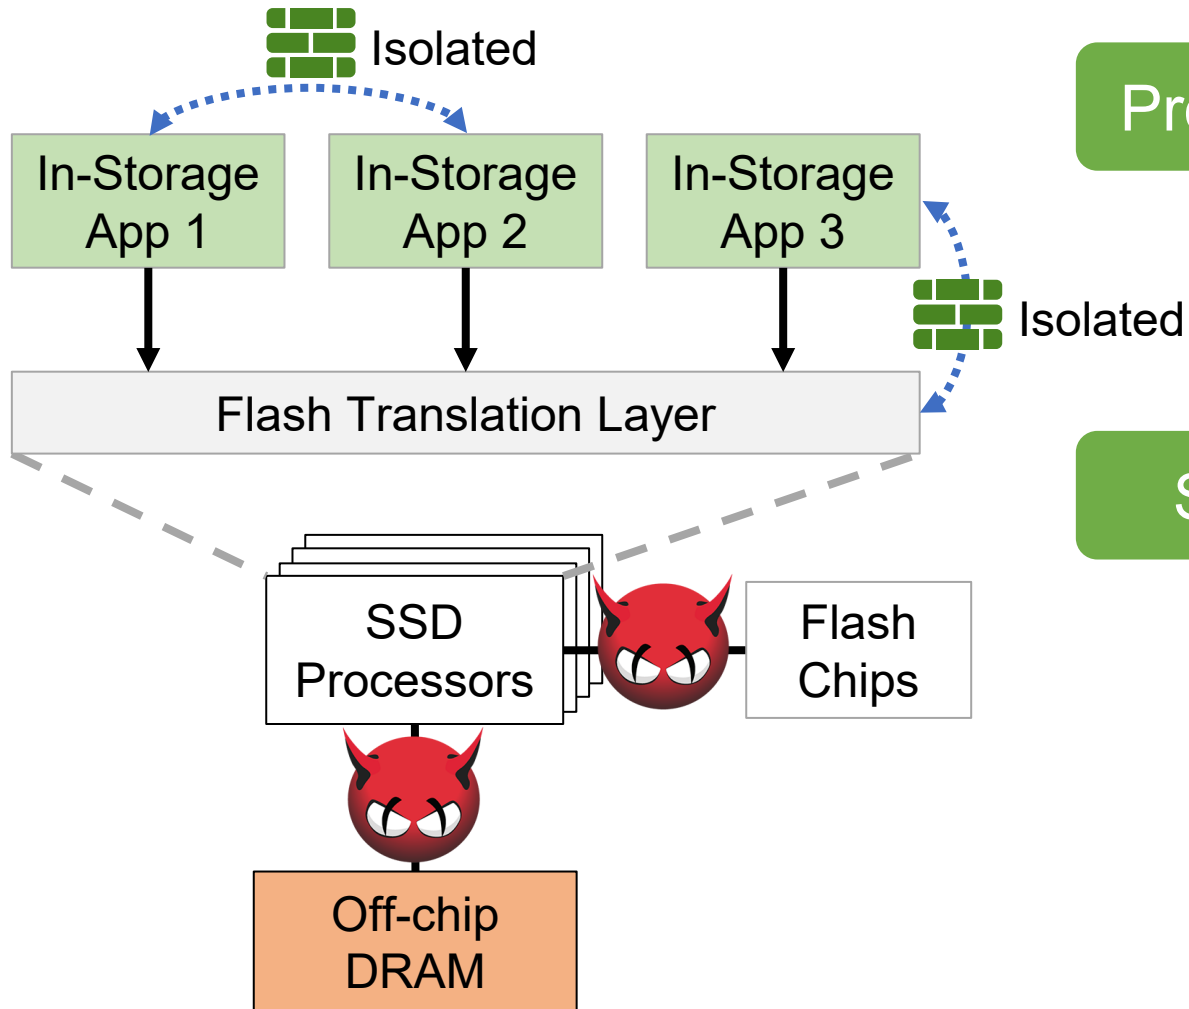 Isolated
In-Storage
App 1
In-Storage
App 2
In-Storage
App 3
Isolated
Flash Translation Layer
SSD
Processors
Flash
Chips
Off-chip
DRAM